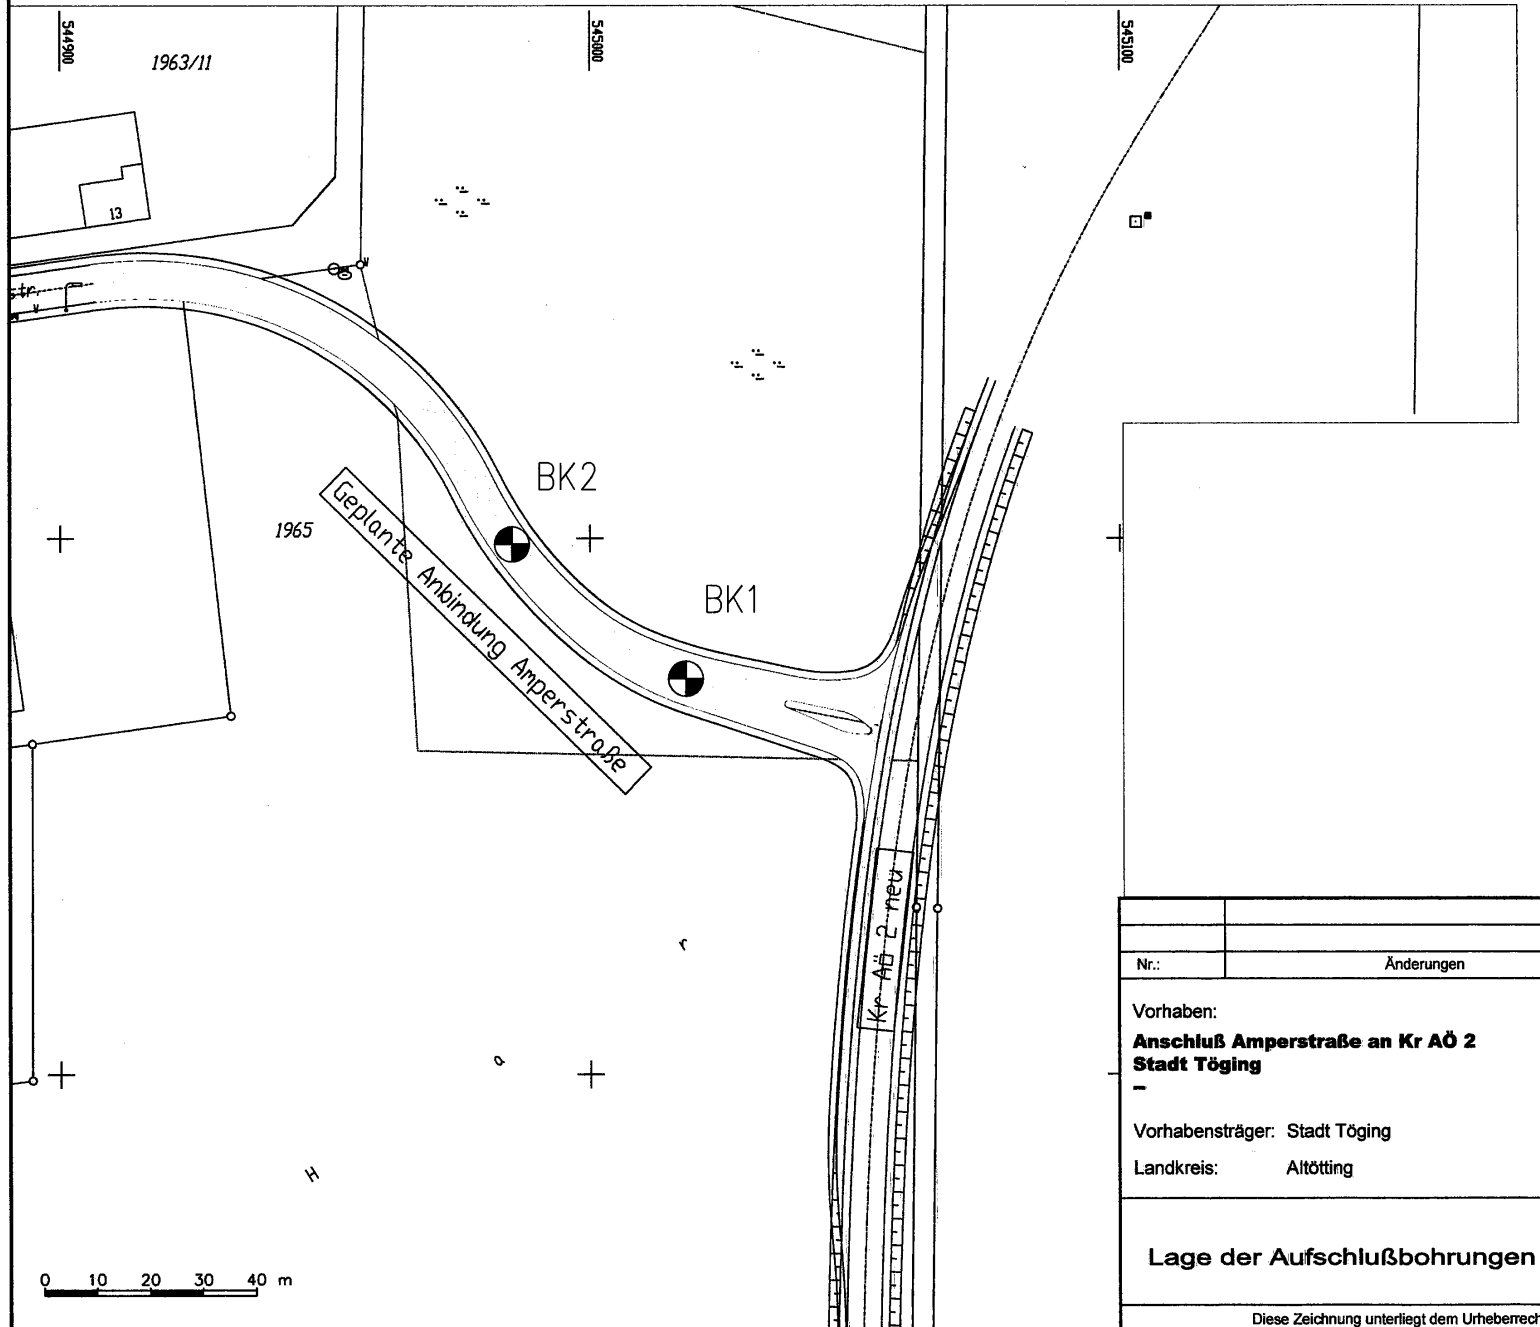 544900
545000
545100
1963/11
13
str.
BK2
Geplante Anbindung Amperstraße
1965
BK1
Kr AÖ 2 neu
r
a
H
0 10 20 30 40 m
Nr.: Änderungen
Vorhaben:
Anschluß Amperstraße an Kr AÖ 2
Stadt Töging
–
Vorhabensträger: Stadt Töging
Landkreis: Altötting
Lage der Aufschlußbohrungen
Diese Zeichnung unterliegt dem Urheberrech